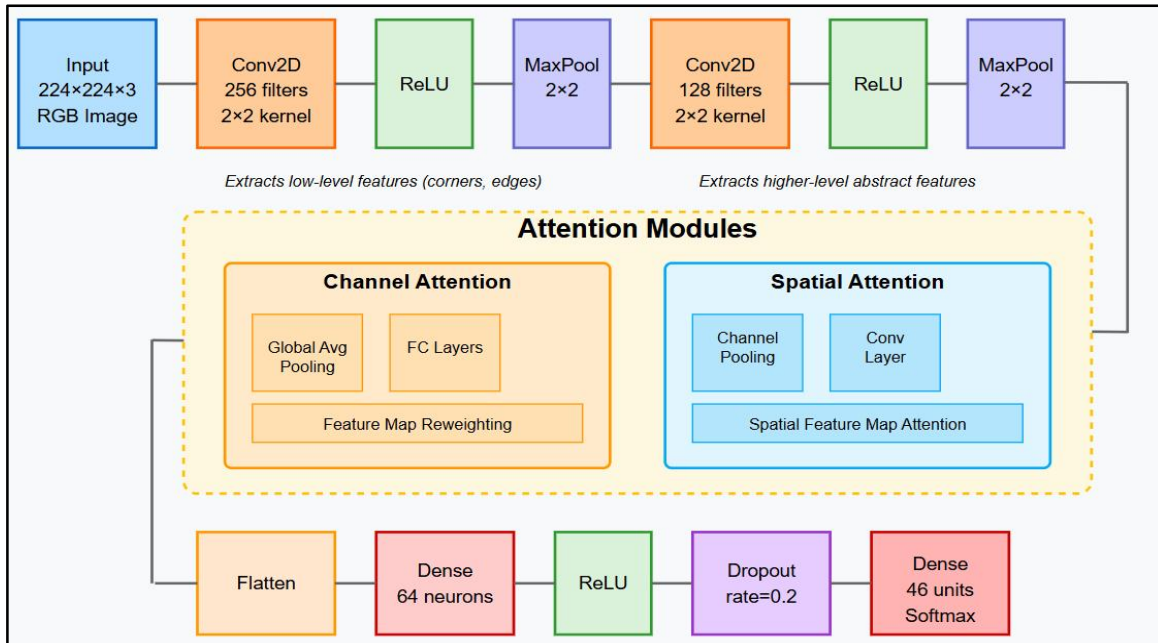 Input
224×224×3
RGB Image
Conv2D
256 filters
2×2 kernel
ReLU
MaxPool
2×2
Conv2D
128 filters
2×2 kernel
ReLU
MaxPool
2×2
Extracts low-level features (corners, edges)
Extracts higher-level abstract features
Attention Modules
Channel Attention
Global Avg
Pooling
FC Layers
Feature Map Reweighting
Spatial Attention
Channel
Pooling
Conv
Layer
Spatial Feature Map Attention
Flatten
Dense
64 neurons
ReLU
Dropout
rate=0.2
Dense
46 units
Softmax